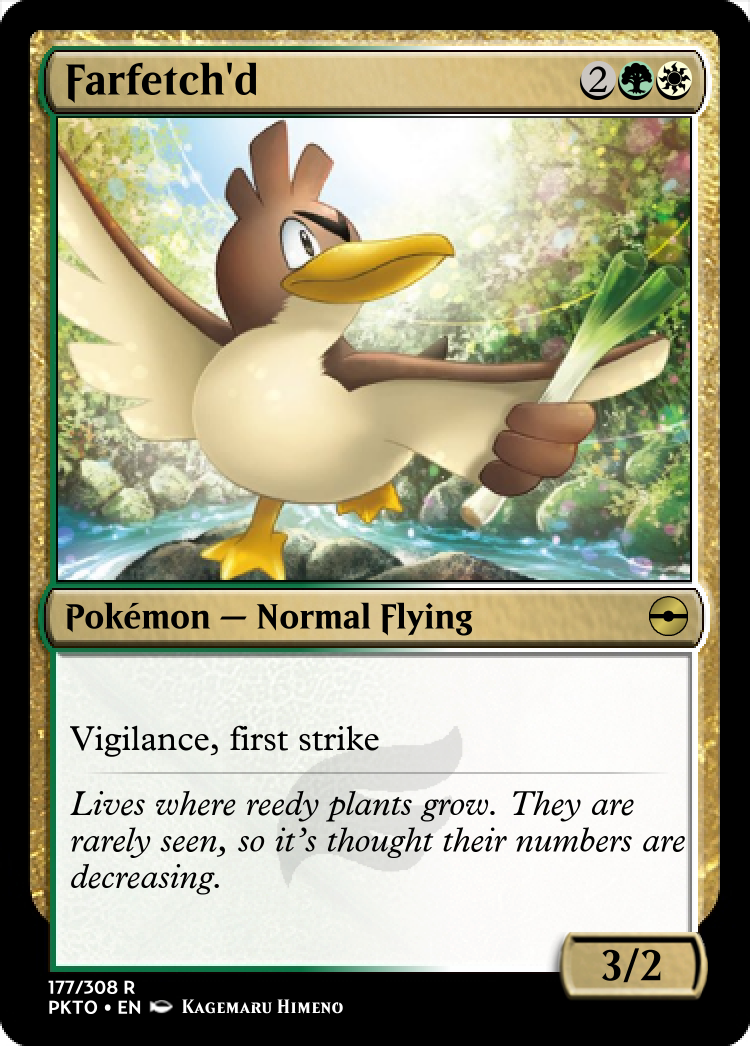 Farfetch'd 2
Pokémon — Normal Flying
Vigilance, first strike
Lives where reedy plants grow. They are
rarely seen, so it's thought their numbers are
decreasing.
3/2
177/308 R
PKTO • EN Kagemaru Himeno